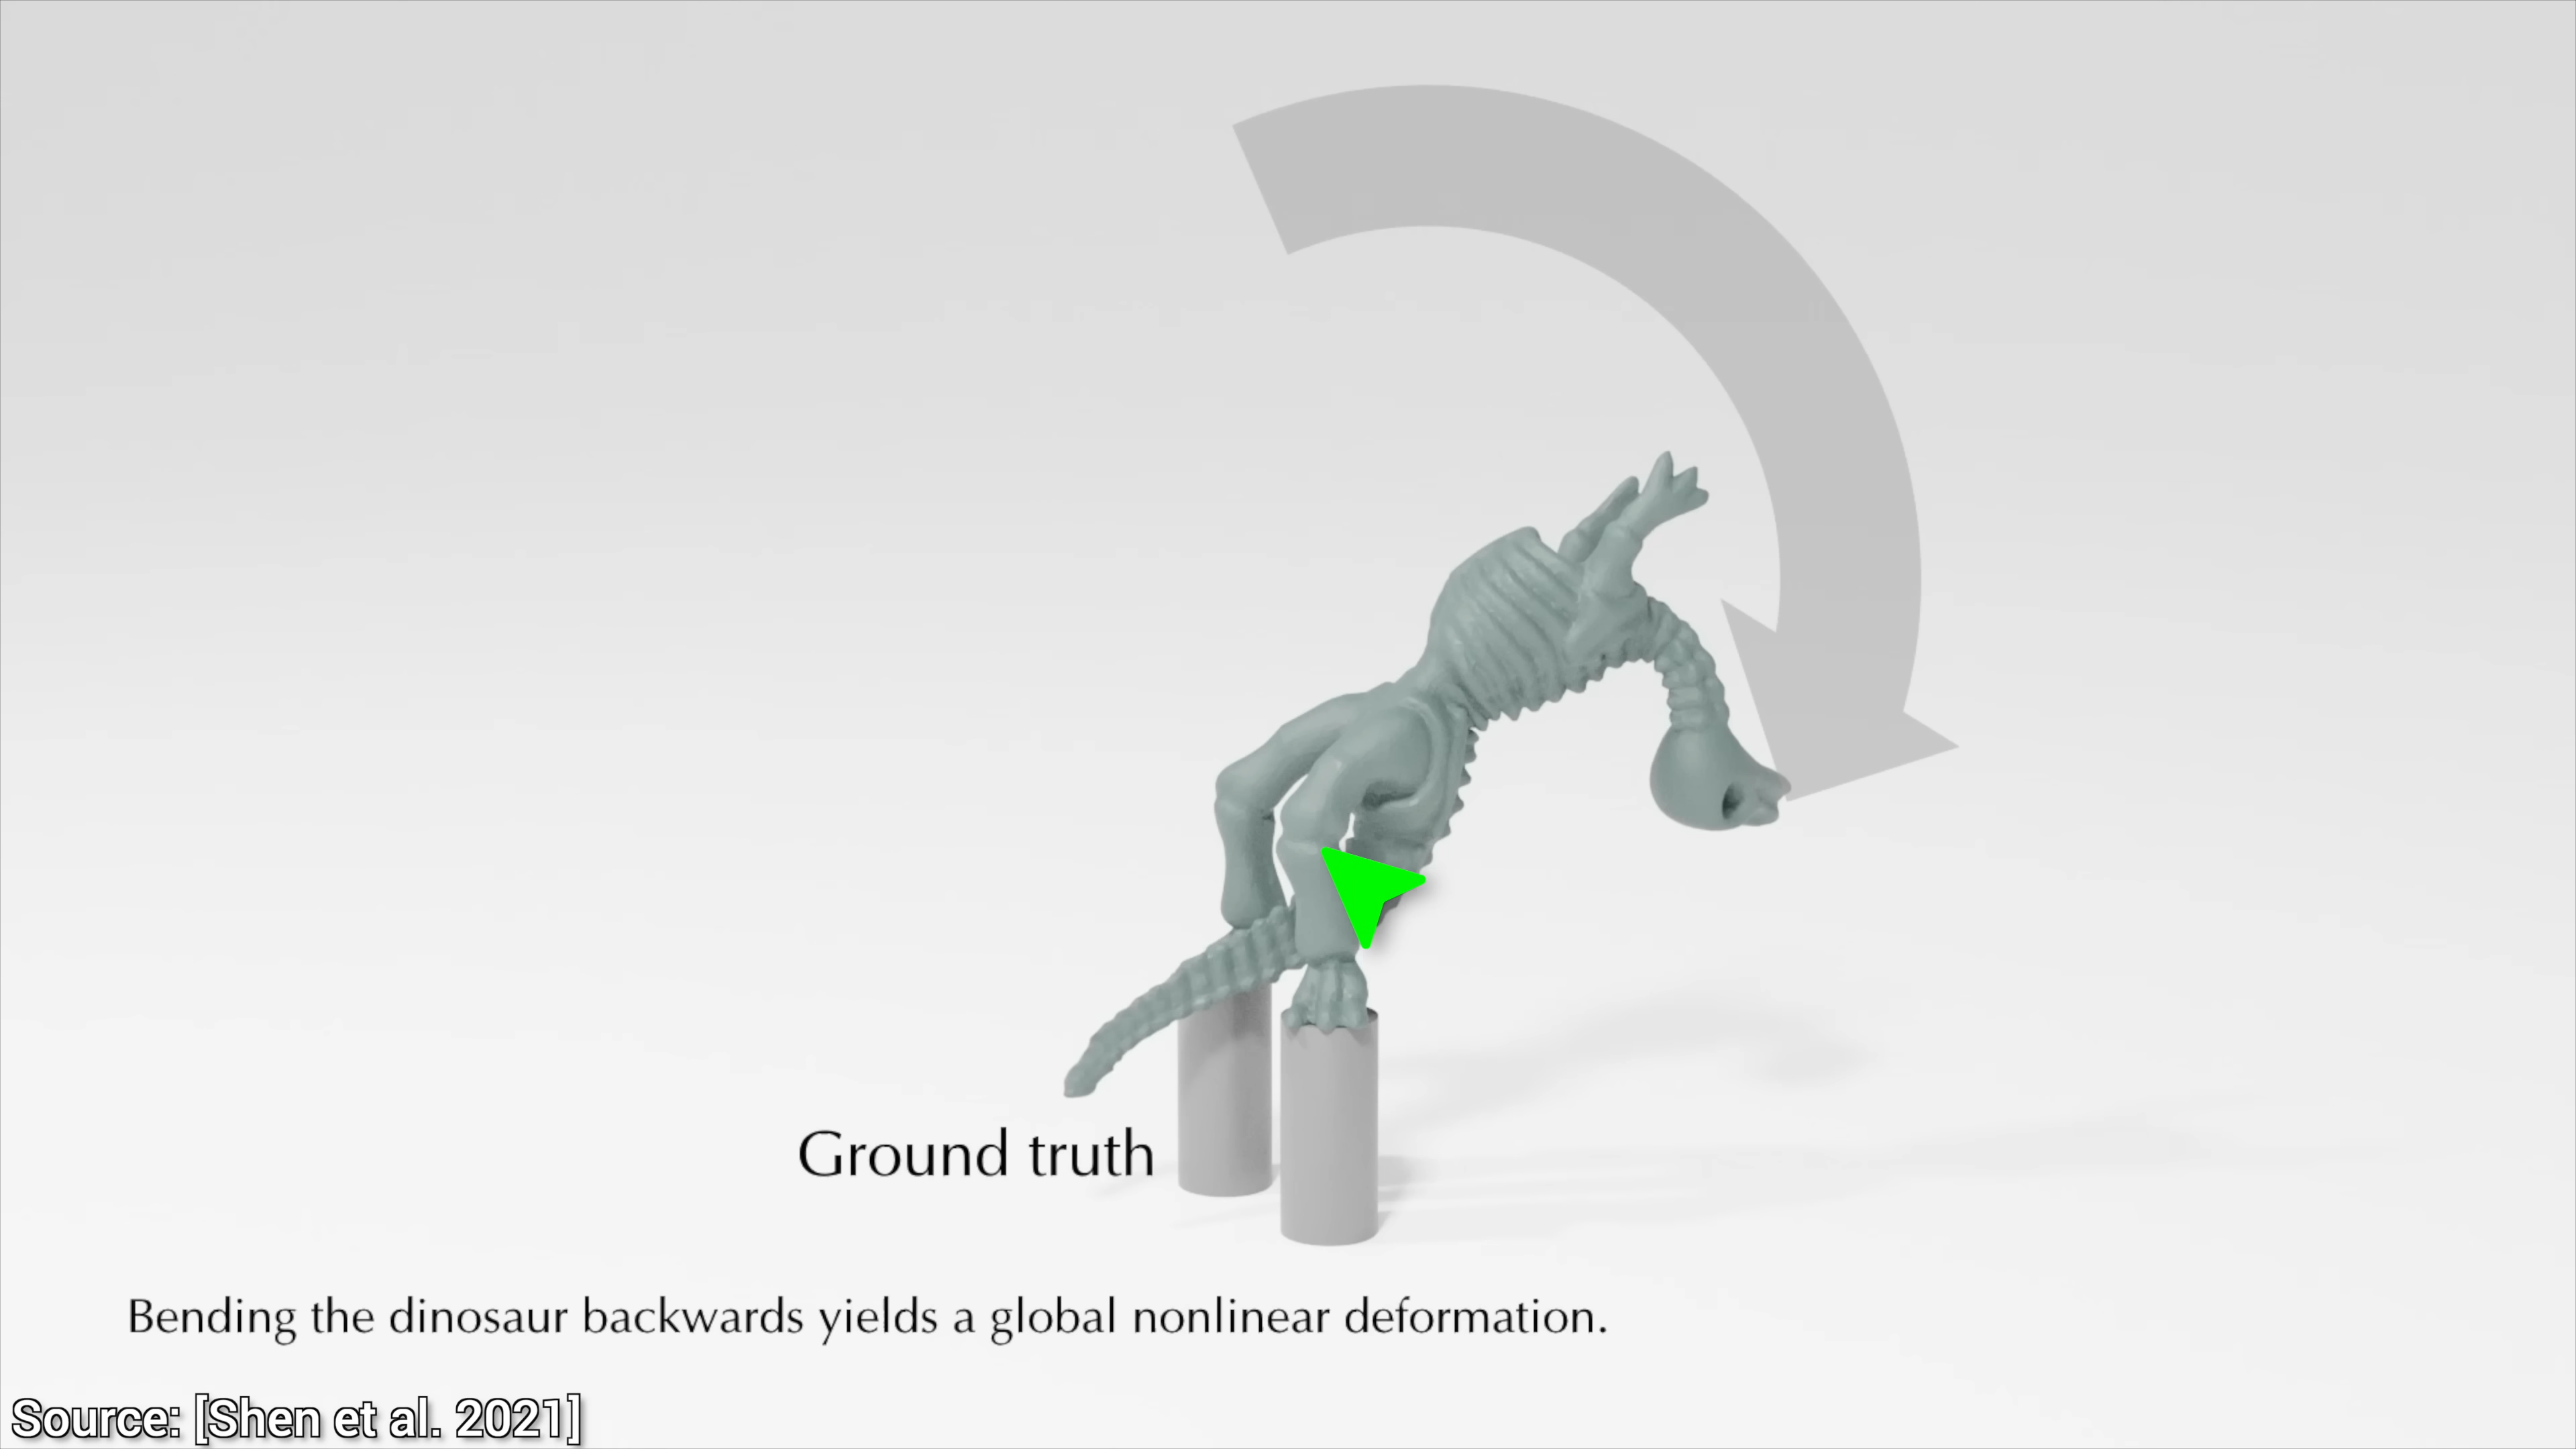 Ground truth
Bending the dinosaur backwards yields a global nonlinear deformation.
Source: [Shen et al. 2021]